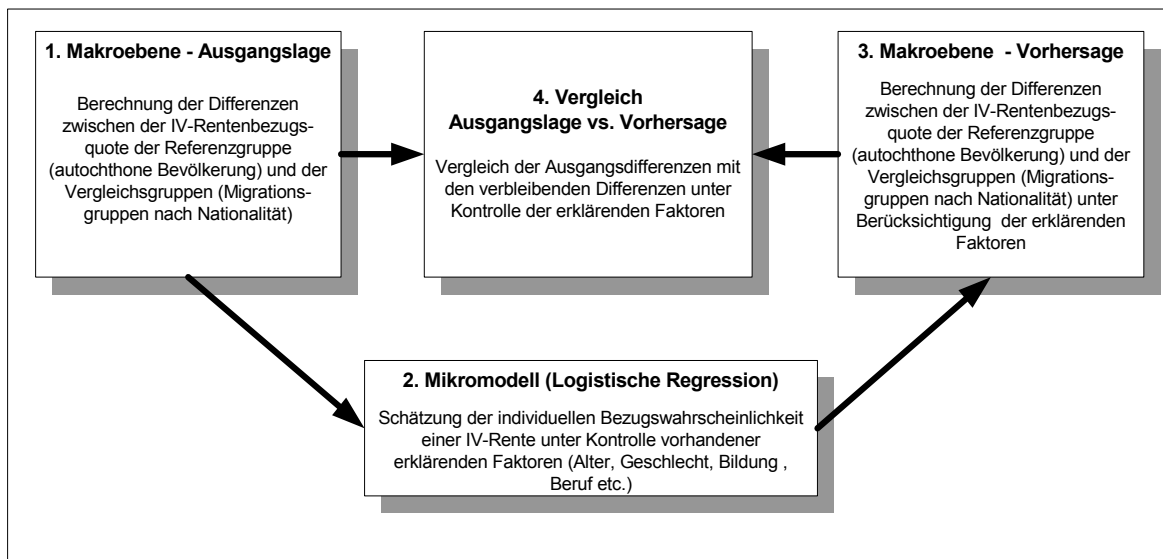 1. Makroebene - Ausgangslage
Berechnung der Differenzen
zwischen der IV-Rentenbezugs-
quote der Referenzgruppe
(autochthone Bevölkerung) und der
Vergleichsgruppen (Migrations-
gruppen nach Nationalität)
4. Vergleich
Ausgangslage vs. Vorhersage
Vergleich der Ausgangsdifferenzen mit
den verbleibenden Differenzen unter
Kontrolle der erklärenden Faktoren
3. Makroebene - Vorhersage
Berechnung der Differenzen
zwischen der IV-Rentenbezugs-
quote der Referenzgruppe
(autochthone Bevölkerung) und der
Vergleichsgruppen (Migrations-
gruppen nach Nationalität) unter
Berücksichtigung der erklärenden
Faktoren
2. Mikromodell (Logistische Regression)
Schätzung der individuellen Bezugswahrscheinlichkeit
einer IV-Rente unter Kontrolle vorhandener
erklärenden Faktoren (Alter, Geschlecht, Bildung ,
Beruf etc.)